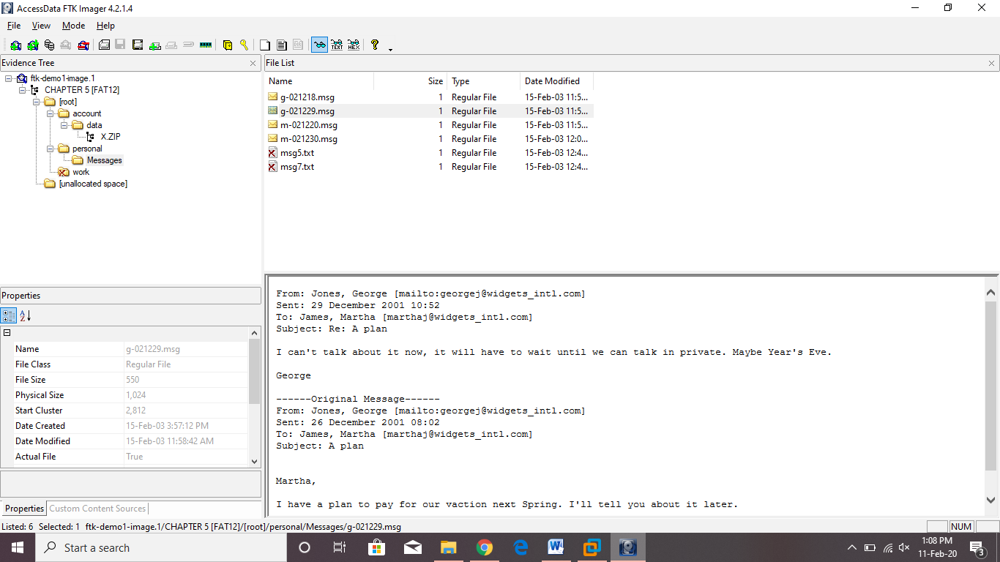 AccessData FTK Imager 4.2.1.4
File View Mode Help
TEXT HEX
Evidence Tree
ftk-demo1-image.1
CHAPTER 5 [FAT12]
[root]
account
data
X.ZIP
personal
Messages
work
[unallocated space]
File List
Name Size Type Date Modified
g-021218.msg 1 Regular File 15-Feb-03 11:5...
g-021229.msg 1 Regular File 15-Feb-03 11:5...
m-021220.msg 1 Regular File 15-Feb-03 11:5...
m-021230.msg 1 Regular File 15-Feb-03 12:0...
msg5.txt 1 Regular File 15-Feb-03 12:4...
msg7.txt 1 Regular File 15-Feb-03 12:4...
Properties
Name g-021229.msg
File Class Regular File
File Size 550
Physical Size 1,024
Start Cluster 2,812
Date Created 15-Feb-03 3:57:12 PM
Date Modified 15-Feb-03 11:58:42 AM
Actual File True
Properties Custom Content Sources
From: Jones, George [mailto:georgej@widgets_intl.com]
Sent: 29 December 2001 10:52
To: James, Martha [marthaj@widgets_intl.com]
Subject: Re: A plan
I can't talk about it now, it will have to wait until we can talk in private. Maybe Year's Eve.
George
------Original Message------
From: Jones, George [mailto:georgej@widgets_intl.com]
Sent: 26 December 2001 08:02
To: James, Martha [marthaj@widgets_intl.com]
Subject: A plan
Martha,
I have a plan to pay for our vaction next Spring. I'll tell you about it later.
Listed: 6 Selected: 1 ftk-demo1-image.1/CHAPTER 5 [FAT12]/[root]/personal/Messages/g-021229.msg
NUM
Start a search
1:08 PM
11-Feb-20
3